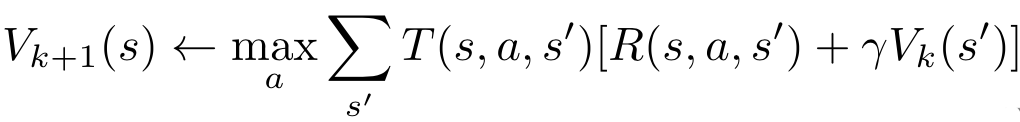 V_{k+1}(s) ← max_a ∑_{s′} T(s, a, s′)[R(s, a, s′) + γV_k(s′)]